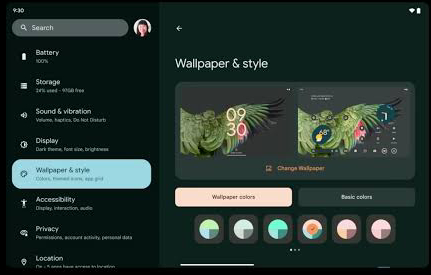 9:30
Search
Battery
100%
Storage
24% used - 97GB free
Sound & vibration
Volume, haptics, Do Not Disturb
Display
Dark theme, font size, brightness
Wallpaper & style
Colors, themed icons, app grid
Accessibility
Display, interaction, audio
Privacy
Permissions, account activity, personal data
Location
On - 5 apps have access to location
Wallpaper & style
09
30
68°
Change Wallpaper
Wallpaper colors
Basic colors